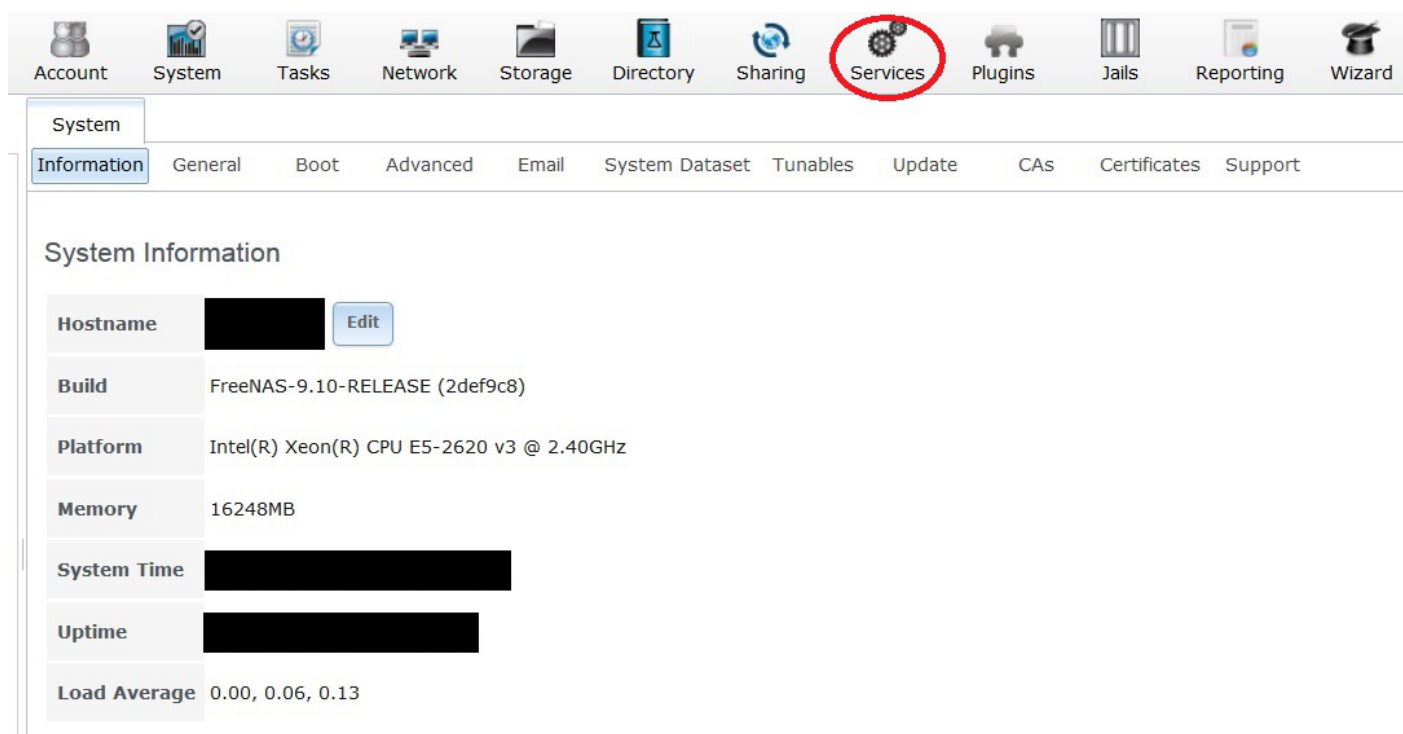 Account System Tasks Network Storage Directory Sharing Services Plugins Jails Reporting Wizard
System
Information General Boot Advanced Email System Dataset Tunables Update CAs Certificates Support
System Information
Hostname Edit
Build FreeNAS-9.10-RELEASE (2def9c8)
Platform Intel(R) Xeon(R) CPU E5-2620 v3 @ 2.40GHz
Memory 16248MB
System Time
Uptime
Load Average 0.00, 0.06, 0.13